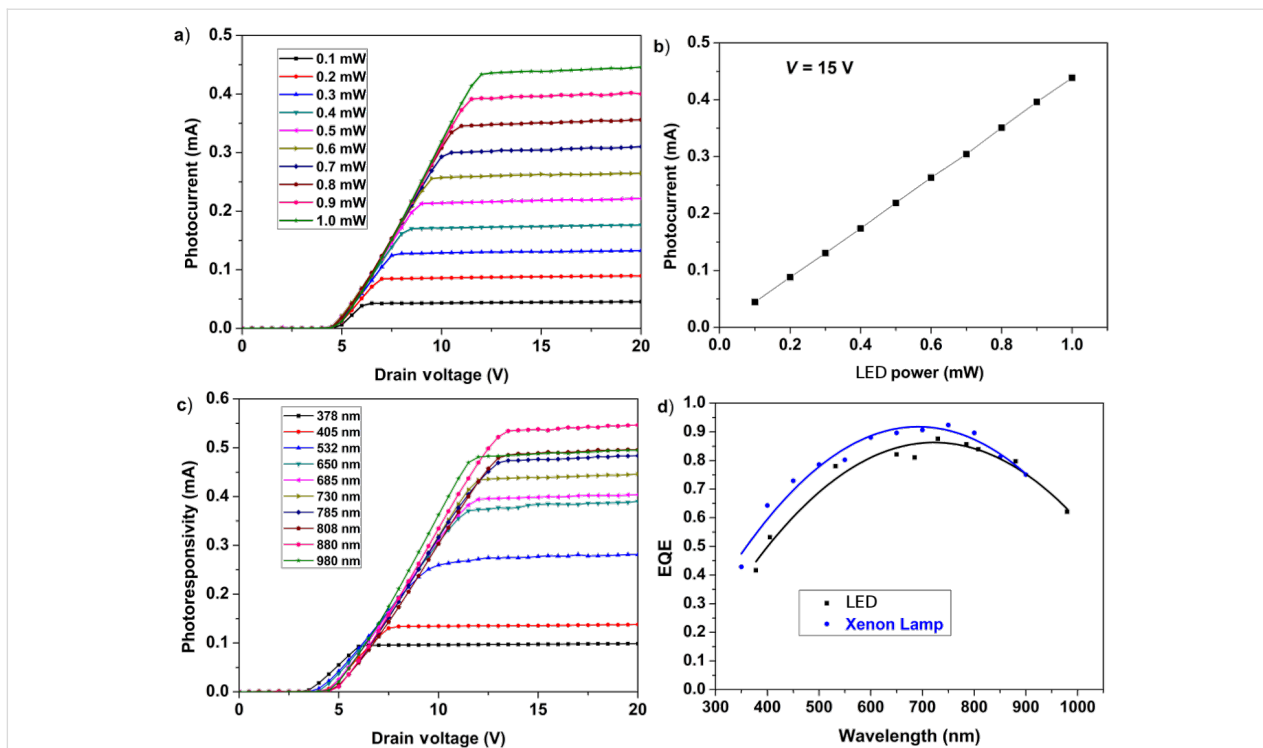 a)
0.5
0.4
0.3
0.2
0.1
0.0
Photocurrent (mA)
0.1 mW
0.2 mW
0.3 mW
0.4 mW
0.5 mW
0.6 mW
0.7 mW
0.8 mW
0.9 mW
1.0 mW
0 5 10 15 20
Drain voltage (V)
b)
V = 15 V
0.5
0.4
0.3
0.2
0.1
0.0
Photocurrent (mA)
0.0 0.2 0.4 0.6 0.8 1.0
LED power (mW)
c)
0.6
0.5
0.4
0.3
0.2
0.1
0.0
Photoresponsivity (mA)
378 nm
405 nm
532 nm
650 nm
685 nm
730 nm
785 nm
808 nm
880 nm
980 nm
0 5 10 15 20
Drain voltage (V)
d)
1.0
0.9
0.8
0.7
0.6
0.5
0.4
0.3
0.2
0.1
0.0
EQE
LED
Xenon Lamp
300 400 500 600 700 800 900 1000
Wavelength (nm)